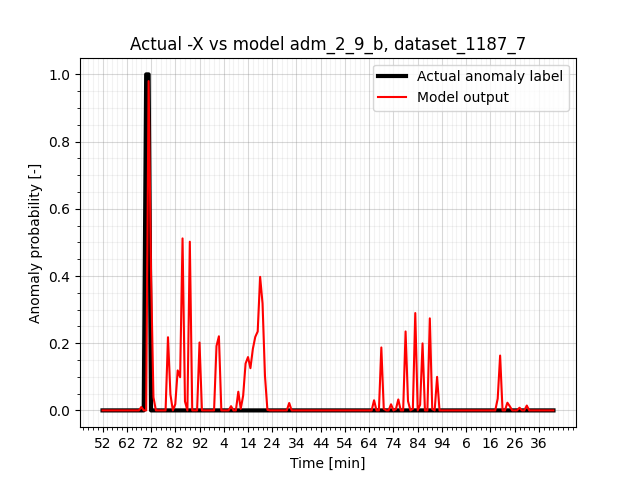 Actual -X vs model adm_2_9_b, dataset_1187_7
Actual anomaly label
Model output
Anomaly probability [-]
1.0
0.8
0.6
0.4
0.2
0.0
52 62 72 82 92 4 14 24 34 44 54 64 74 84 94 6 16 26 36
Time [min]